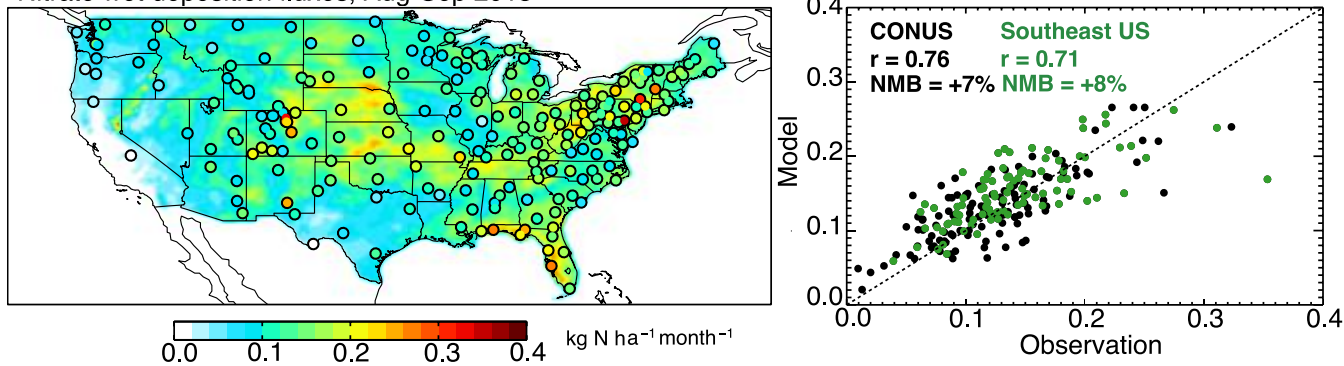 Nitrate wet deposition fluxes, Aug-Sep 2013
0.0 0.1 0.2 0.3 0.4
kg N ha⁻¹ month⁻¹
CONUS
r = 0.76
NMB = +7%
Southeast US
r = 0.71
NMB = +8%
0.4
0.3
0.2
0.1
0.0
Model
0.0 0.1 0.2 0.3 0.4
Observation